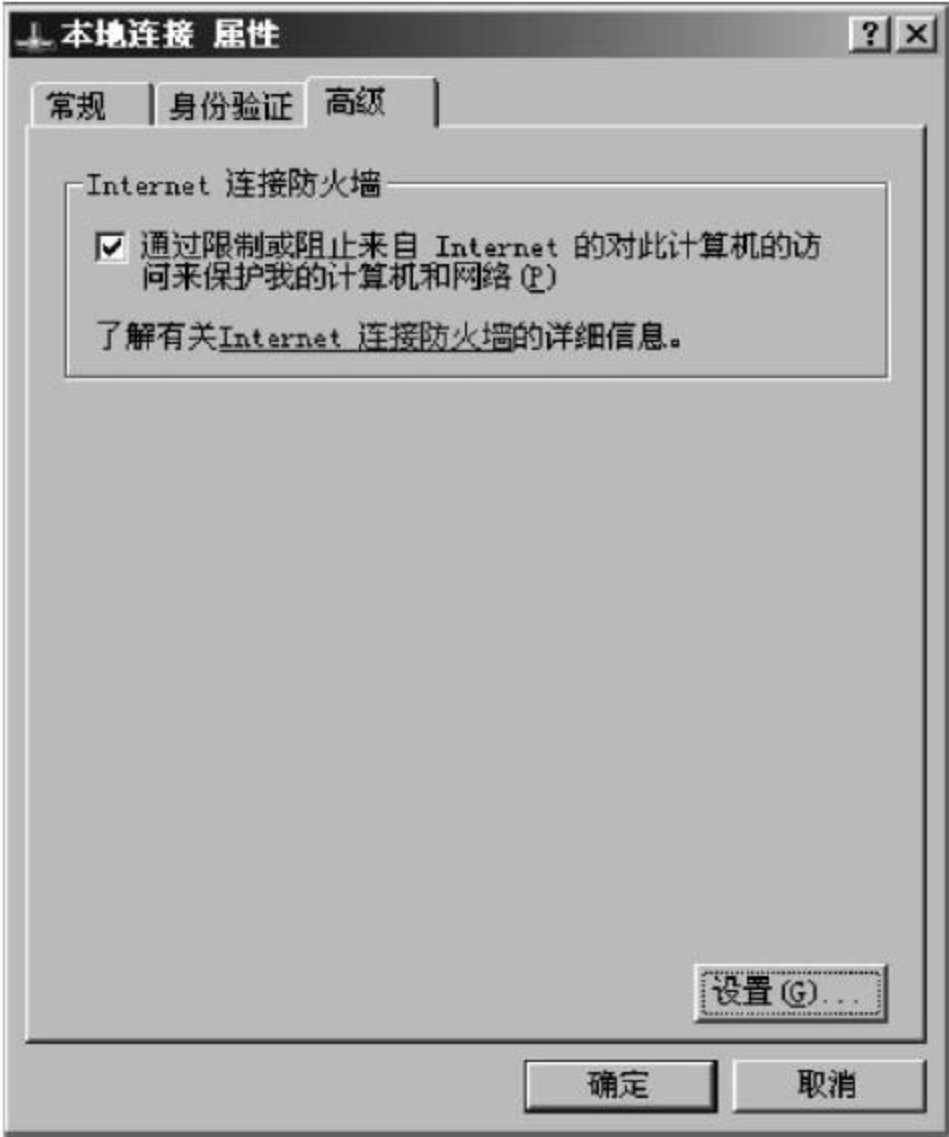 本地连接 属性
常规
身份验证
高级
Internet 连接防火墙
通过限制或阻止来自 Internet 的对此计算机的访
问来保护我的计算机和网络(P)
了解有关Internet 连接防火墙的详细信息。
设置(G)...
确定
取消